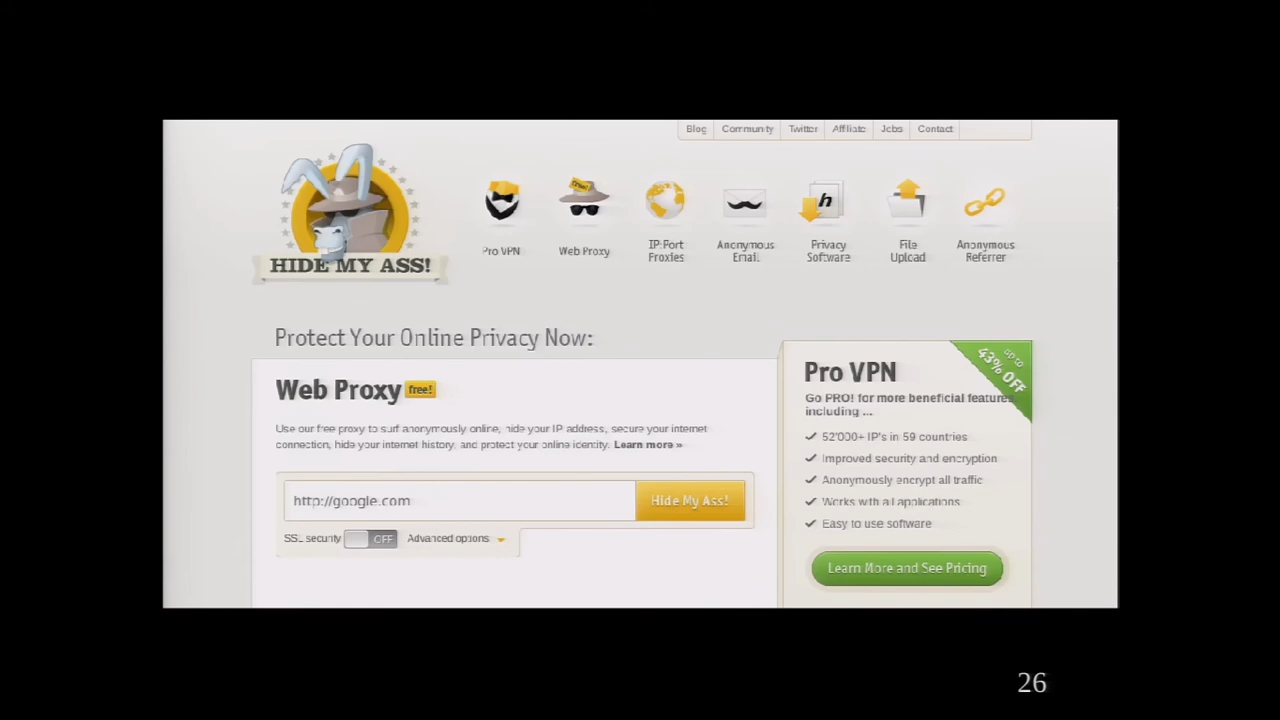 Blog Community Twitter Affiliate Jobs Contact
free!
h
Pro VPN
Web Proxy
IP:Port
Proxies
Anonymous
Email
Privacy
Software
File
Upload
Anonymous
Referrer
HIDE MY ASS!
Protect Your Online Privacy Now:
Web Proxy free!
Use our free proxy to surf anonymously online, hide your IP address, secure your internet
connection, hide your internet history, and protect your online identity. Learn more »
http://google.com
Hide My Ass!
SSL security OFF Advanced options
up to
43% OFF
Pro VPN
Go PRO! for more beneficial features,
including ...
52'000+ IP's in 59 countries
Improved security and encryption
Anonymously encrypt all traffic
Works with all applications
Easy to use software
Learn More and See Pricing
26